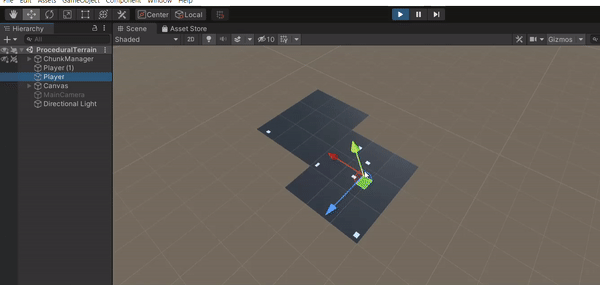 File Edit Assets GameObject Component Window Help
Center Local
Hierarchy
Scene Asset Store
All
Shaded 2D 10 Gizmos
ProceduralTerrain
ChunkManager
Player (1)
Player
Canvas
MainCamera
Directional Light